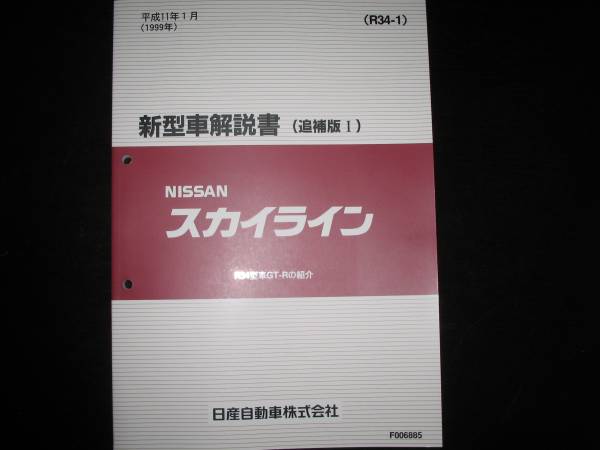 平成11年1月
(1999年)
(R34-1)
新型車解説書 (追補版 I)
NISSAN
スカイライン
R34型車GT-Rの紹介
日産自動車株式会社
F006885